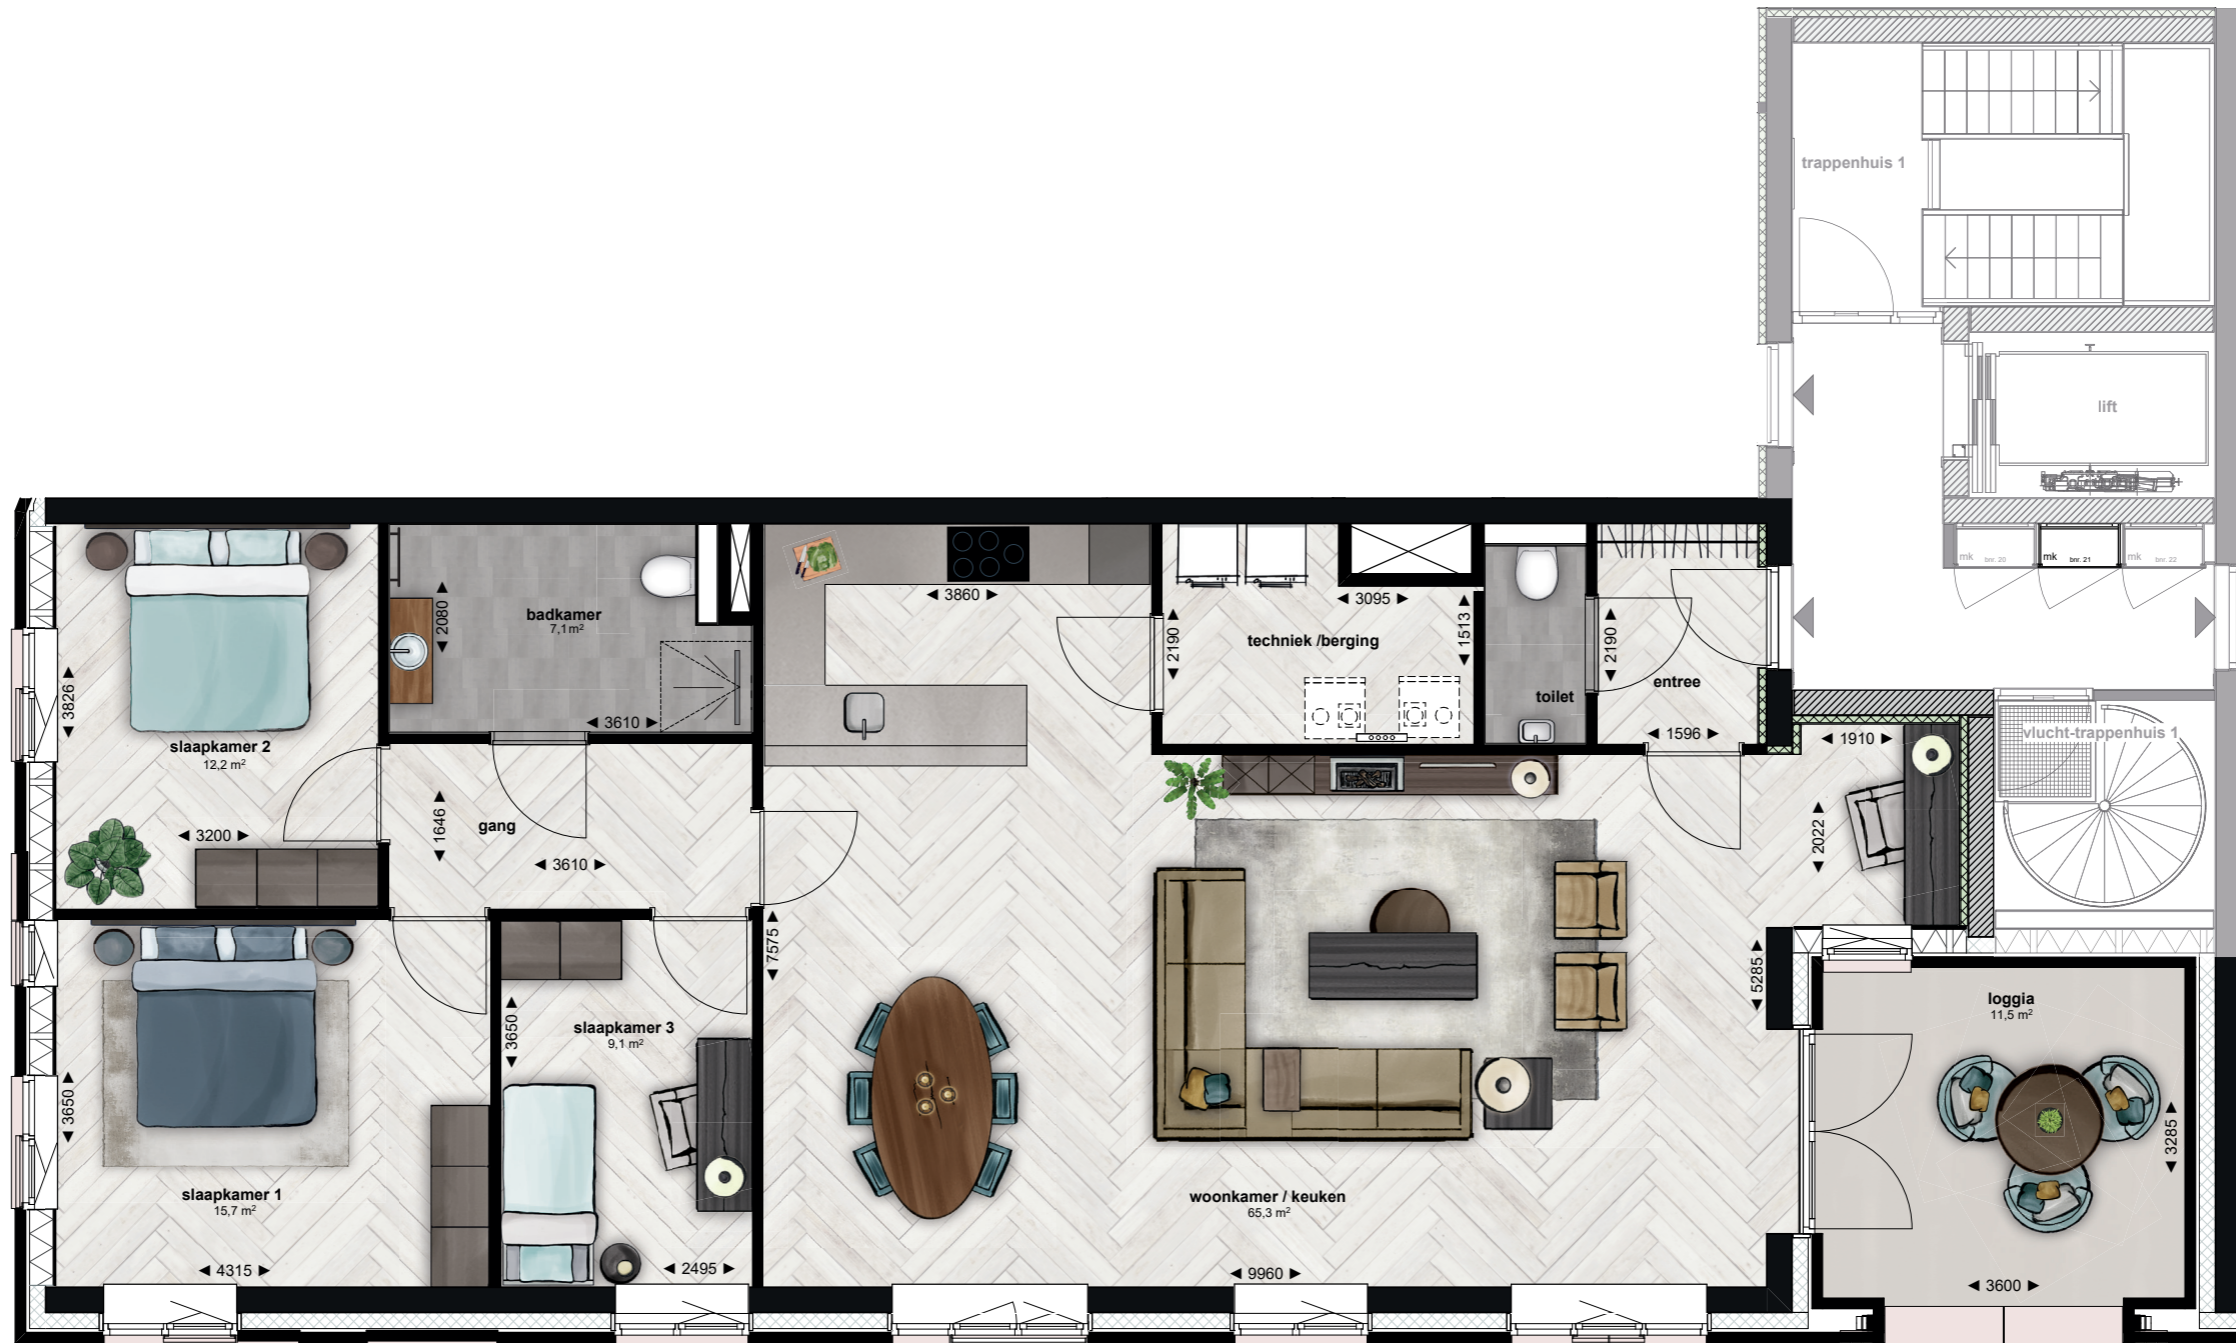 trappenhuis 1
lift
mk bnr. 20
mk bnr. 21
mk bnr. 22
vlucht-trappenhuis 1
badkamer
7,1 m²
2080
3610
3860
2190
3095
1513
techniek /berging
toilet
2190
entree
1596
1910
2022
3826
slaapkamer 2
12,2 m²
3200
1646
gang
3610
7575
5285
loggia
11,5 m²
3285
3600
3650
slaapkamer 3
9,1 m²
2495
3650
slaapkamer 1
15,7 m²
4315
woonkamer / keuken
65,3 m²
9960